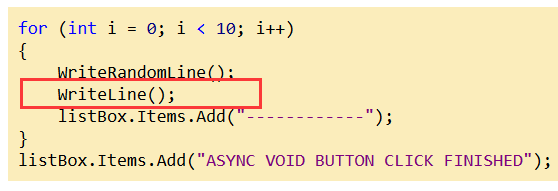 for (int i = 0; i < 10; i++)
{
    WriteRandomLine();
    WriteLine();
    listBox.Items.Add("------------");
}
listBox.Items.Add("ASYNC VOID BUTTON CLICK FINISHED");